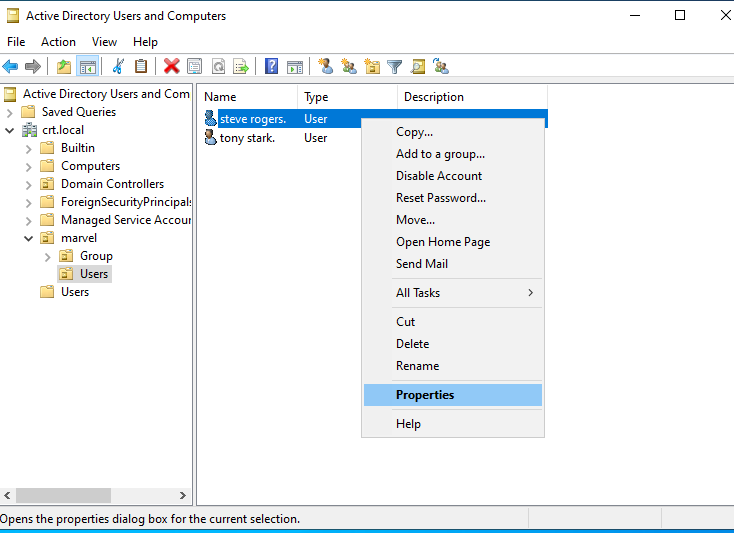 Active Directory Users and Computers
File Action View Help
Active Directory Users and Com
Saved Queries
crt.local
Builtin
Computers
Domain Controllers
ForeignSecurityPrincipals
Managed Service Accour
marvel
Group
Users
Users
Name Type Description
steve rogers. User
tony stark. User
Copy...
Add to a group...
Disable Account
Reset Password...
Move...
Open Home Page
Send Mail
All Tasks
Cut
Delete
Rename
Properties
Help
Opens the properties dialog box for the current selection.